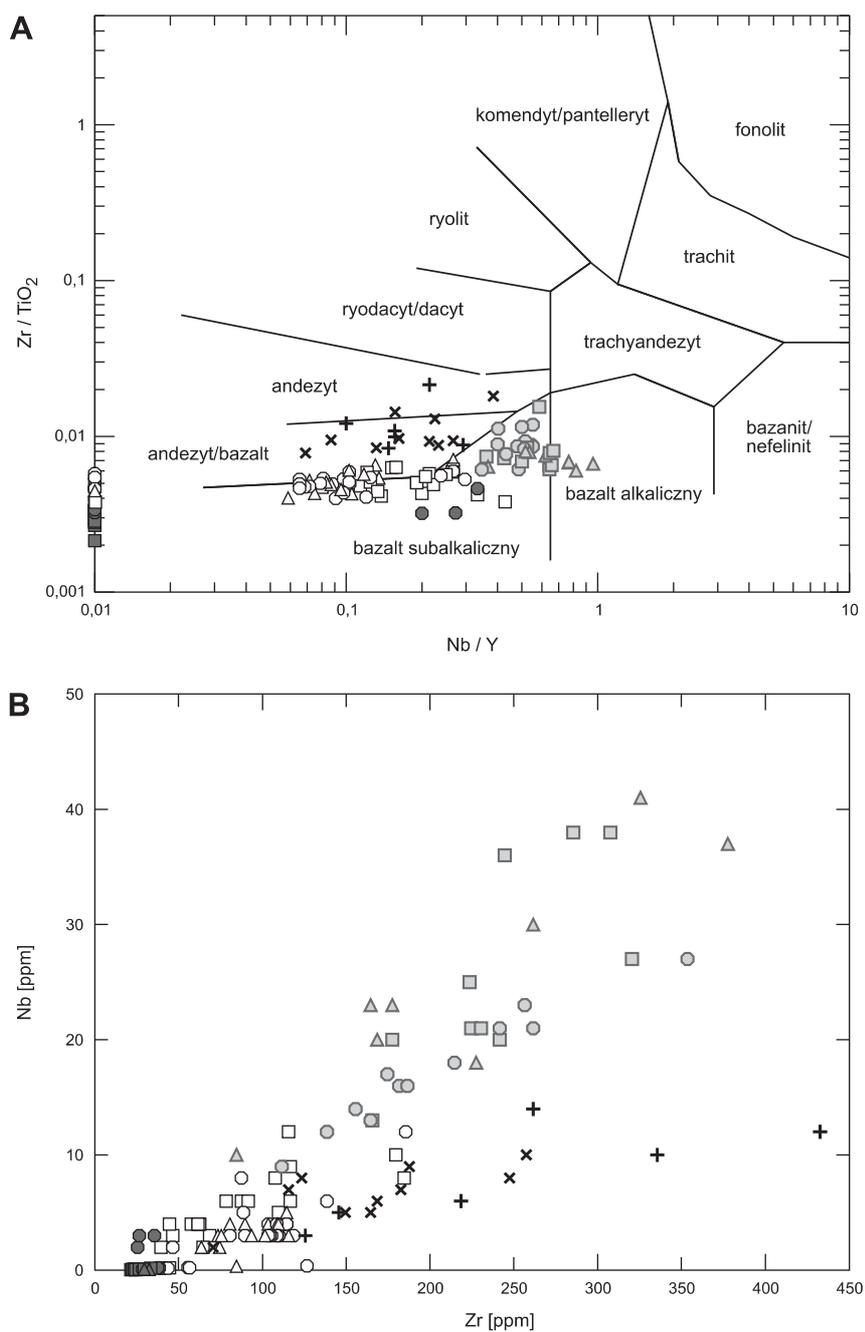 A
1
0,1
0,01
0,001
Zr / TiO2
komendyt/pantelleryt
fonolit
ryolit
trachit
ryodacyt/dacyt
trachyandezyt
andezyt
andezyt/bazalt
bazanit/
nefelinit
bazalt alkaliczny
bazalt subalkaliczny
0,01
0,1
1
10
Nb / Y
B
50
40
30
20
10
0
Nb [ppm]
0
50
100
150
200
250
300
350
400
450
Zr [ppm]